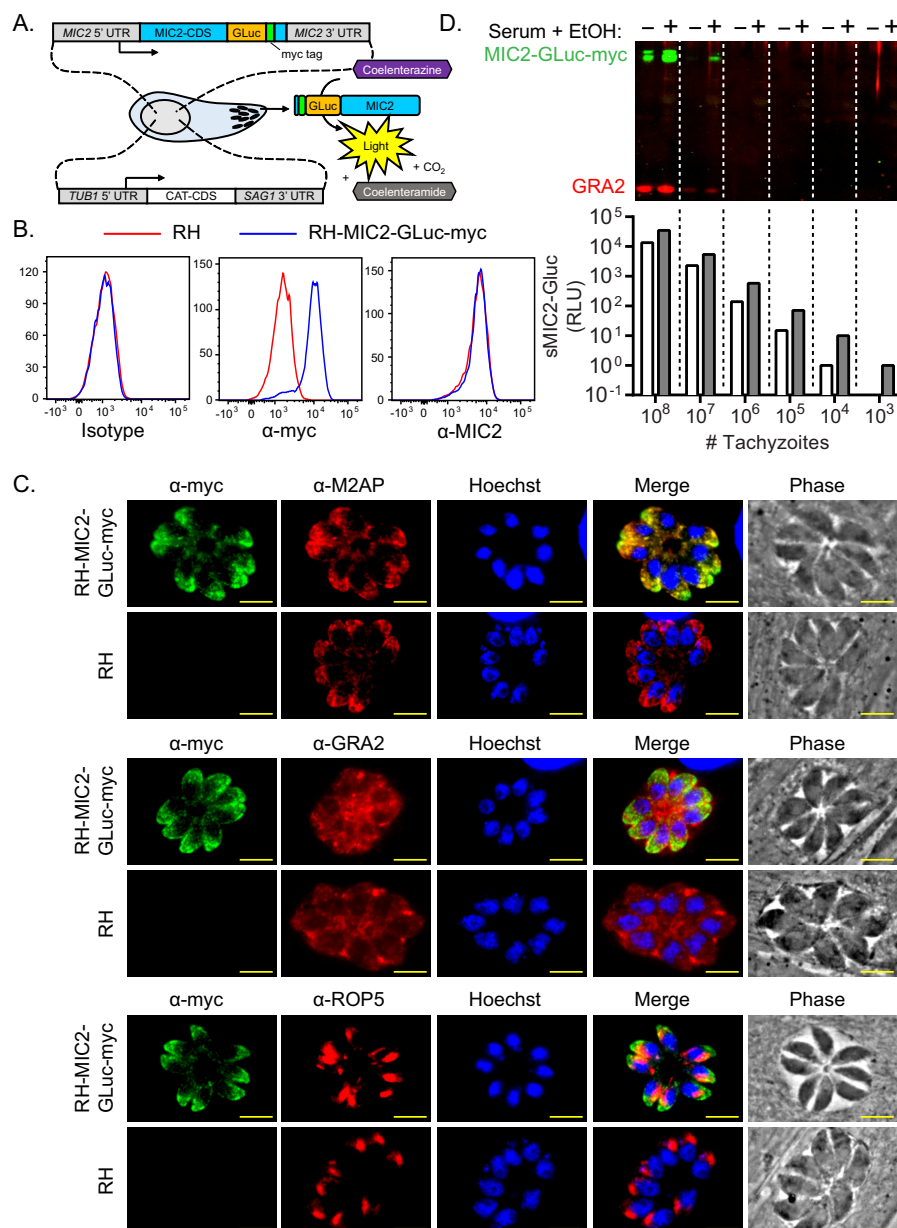 A.
MIC2 5' UTR MIC2-CDS GLuc MIC2 3' UTR
myc tag
Coelenterazine
GLuc MIC2
Light
+ CO₂
+
Coelenteramide
TUB1 5' UTR CAT-CDS SAG1 3' UTR
B.
RH RH-MIC2-GLuc-myc
120
90
60
30
0
-10³ 0 10³ 10⁴ 10⁵
Isotype
150
100
50
0
-10³ 0 10³ 10⁴ 10⁵
α-myc
150
100
50
0
-10³ 0 10³ 10⁴ 10⁵
α-MIC2
D.
Serum + EtOH: – + – + – + – + – + – +
MIC2-GLuc-myc
GRA2
sMIC2-Gluc
(RLU)
10⁵
10⁴
10³
10²
10¹
10⁰
10⁻¹
10⁸ 10⁷ 10⁶ 10⁵ 10⁴ 10³
# Tachyzoites
C.
α-myc α-M2AP Hoechst Merge Phase
RH-MIC2-
GLuc-myc
RH
α-myc α-GRA2 Hoechst Merge Phase
RH-MIC2-
GLuc-myc
RH
α-myc α-ROP5 Hoechst Merge Phase
RH-MIC2-
GLuc-myc
RH